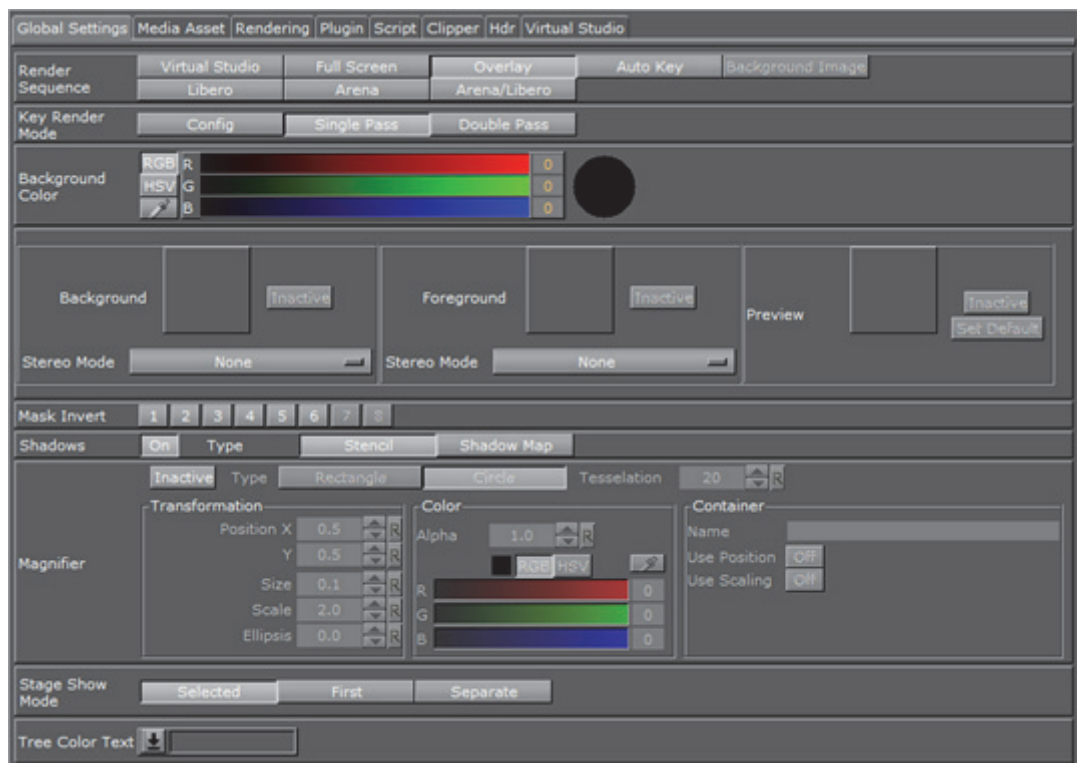 Global Settings Media Asset Rendering Plugin Script Clipper Hdr Virtual Studio
Render Sequence
Virtual Studio Full Screen Overlay Auto Key Background Image
Libero Arena Arena/Libero
Key Render Mode
Config Single Pass Double Pass
Background Color
RGB R 0
HSV G 0
B 0
Background Inactive
Stereo Mode None
Foreground Inactive
Stereo Mode None
Preview
Inactive
Set Default
Mask Invert 1 2 3 4 5 6 7 8
Shadows On Type Stencil Shadow Map
Magnifier
Inactive Type Rectangle Circle Tesselation 20 R
Transformation
Position X 0.5 R
Y 0.5 R
Size 0.1 R
Scale 2.0 R
Ellipsis 0.0 R
Color
Alpha 1.0 R
RGB HSV
R 0
G 0
B 0
Container
Name
Use Position Off
Use Scaling Off
Stage Show Mode
Selected First Separate
Tree Color Text